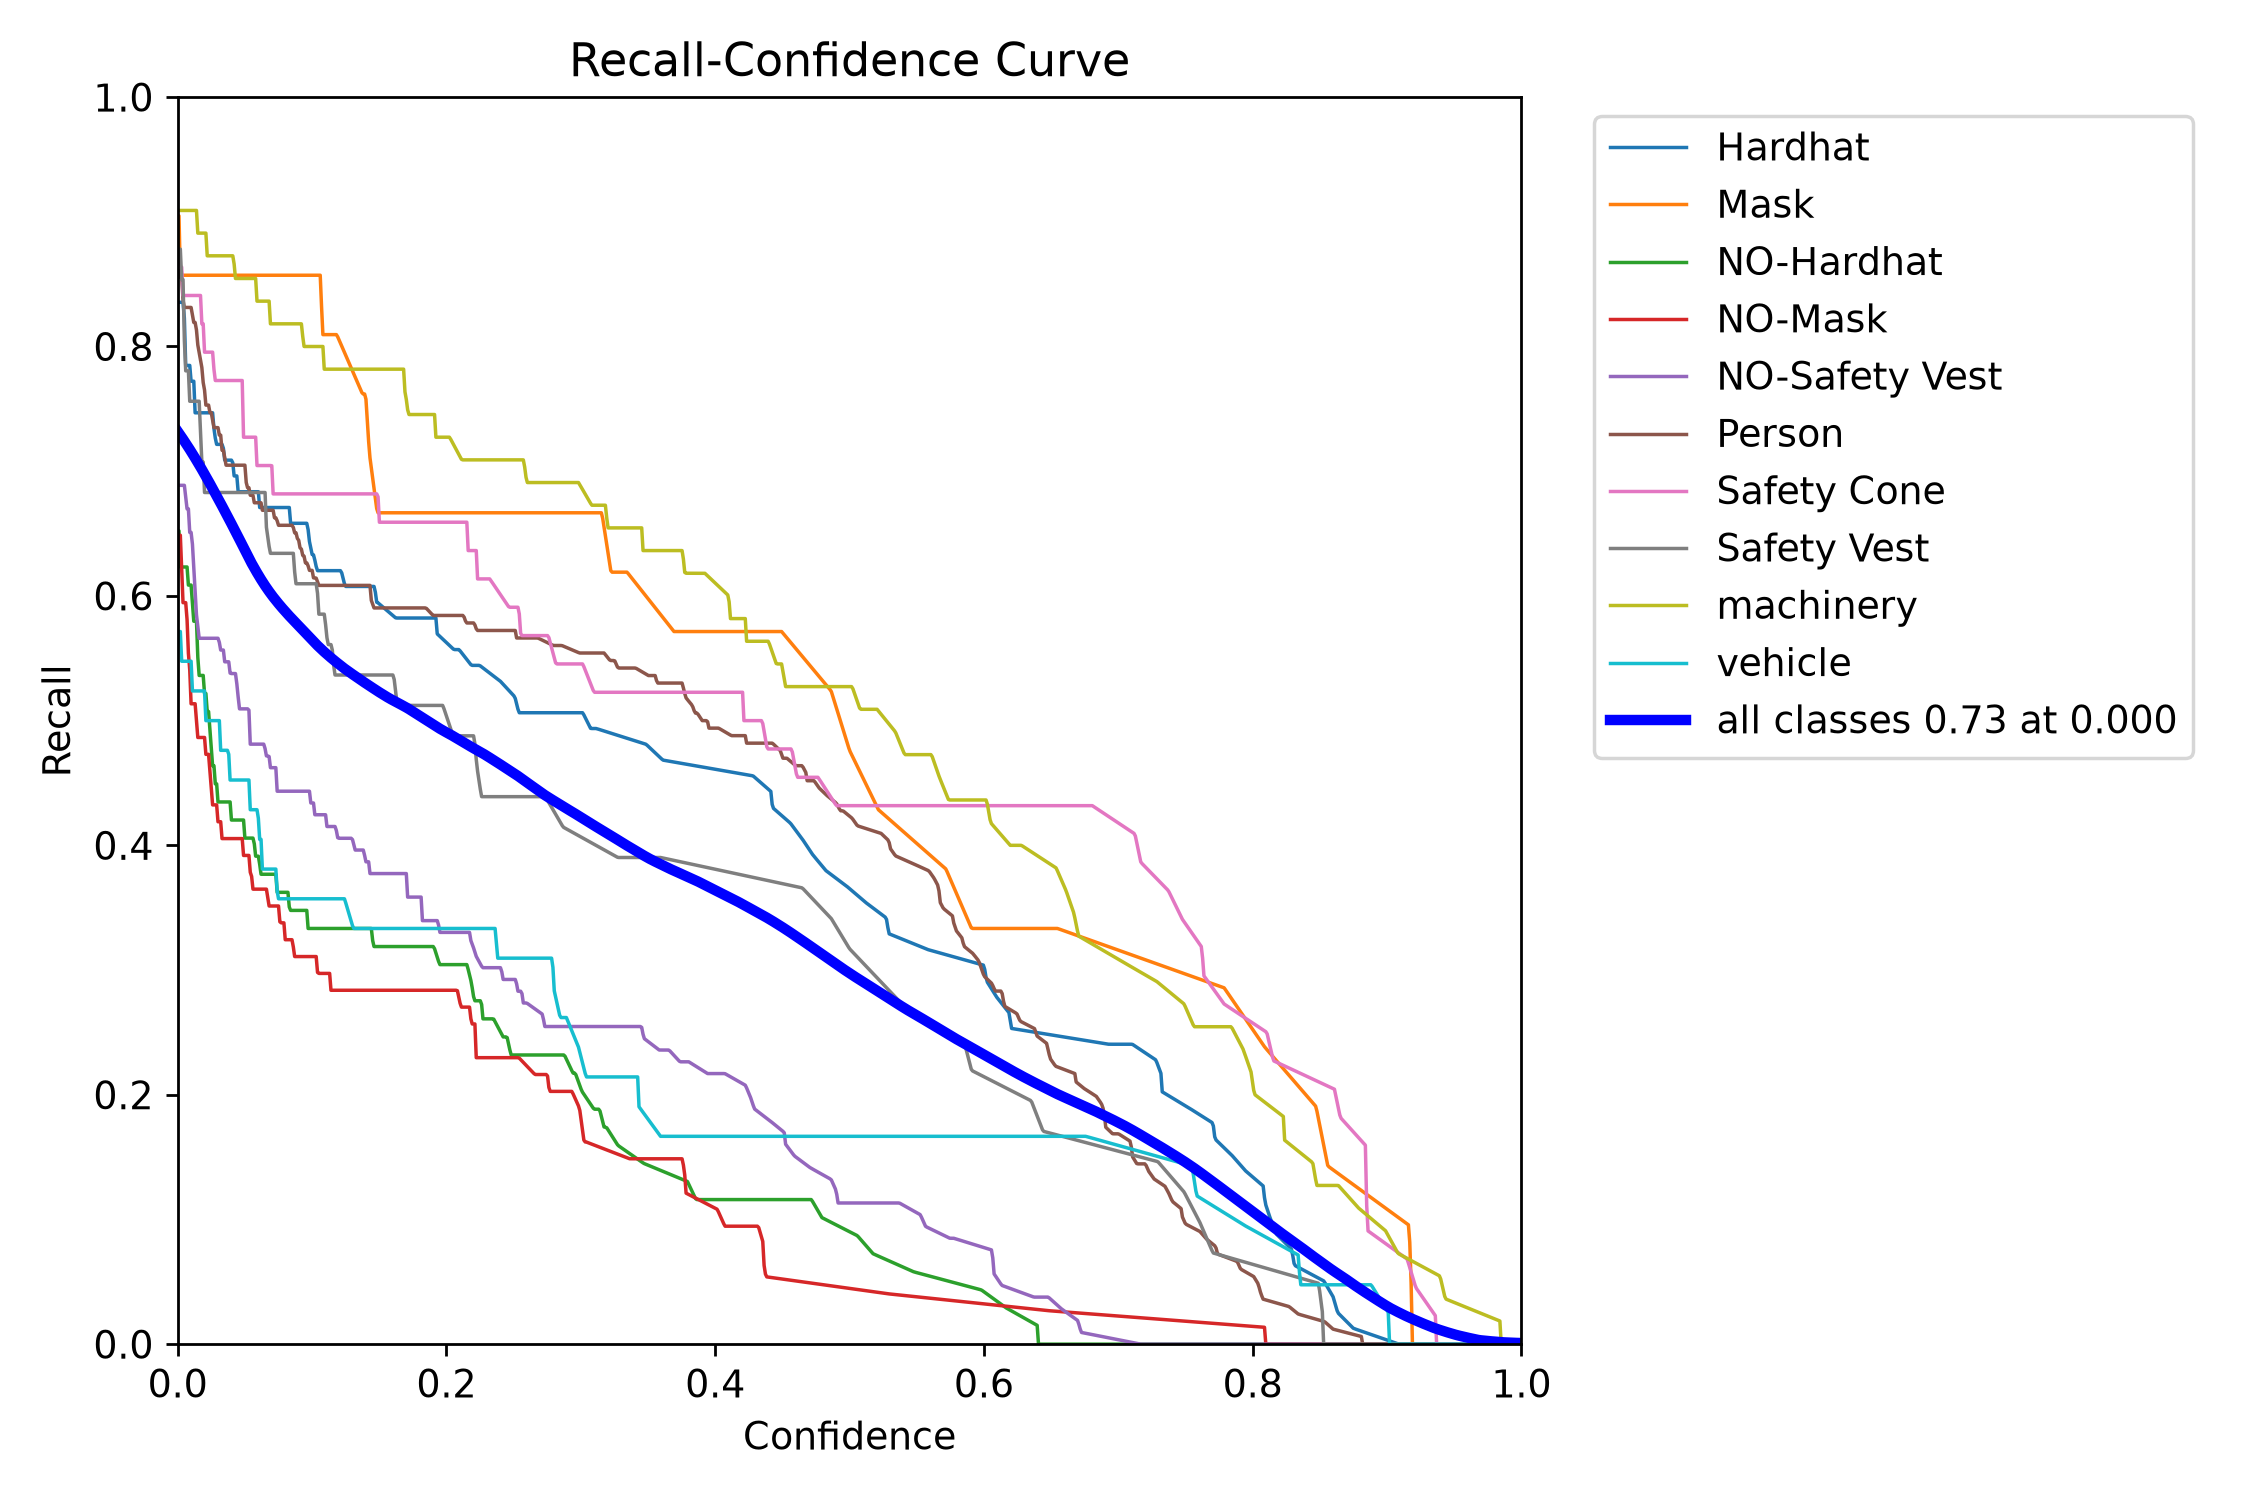 Recall-Confidence Curve
1.0
0.8
0.6
0.4
0.2
0.0
Recall
0.0 0.2 0.4 0.6 0.8 1.0
Confidence
Hardhat
Mask
NO-Hardhat
NO-Mask
NO-Safety Vest
Person
Safety Cone
Safety Vest
machinery
vehicle
all classes 0.73 at 0.000